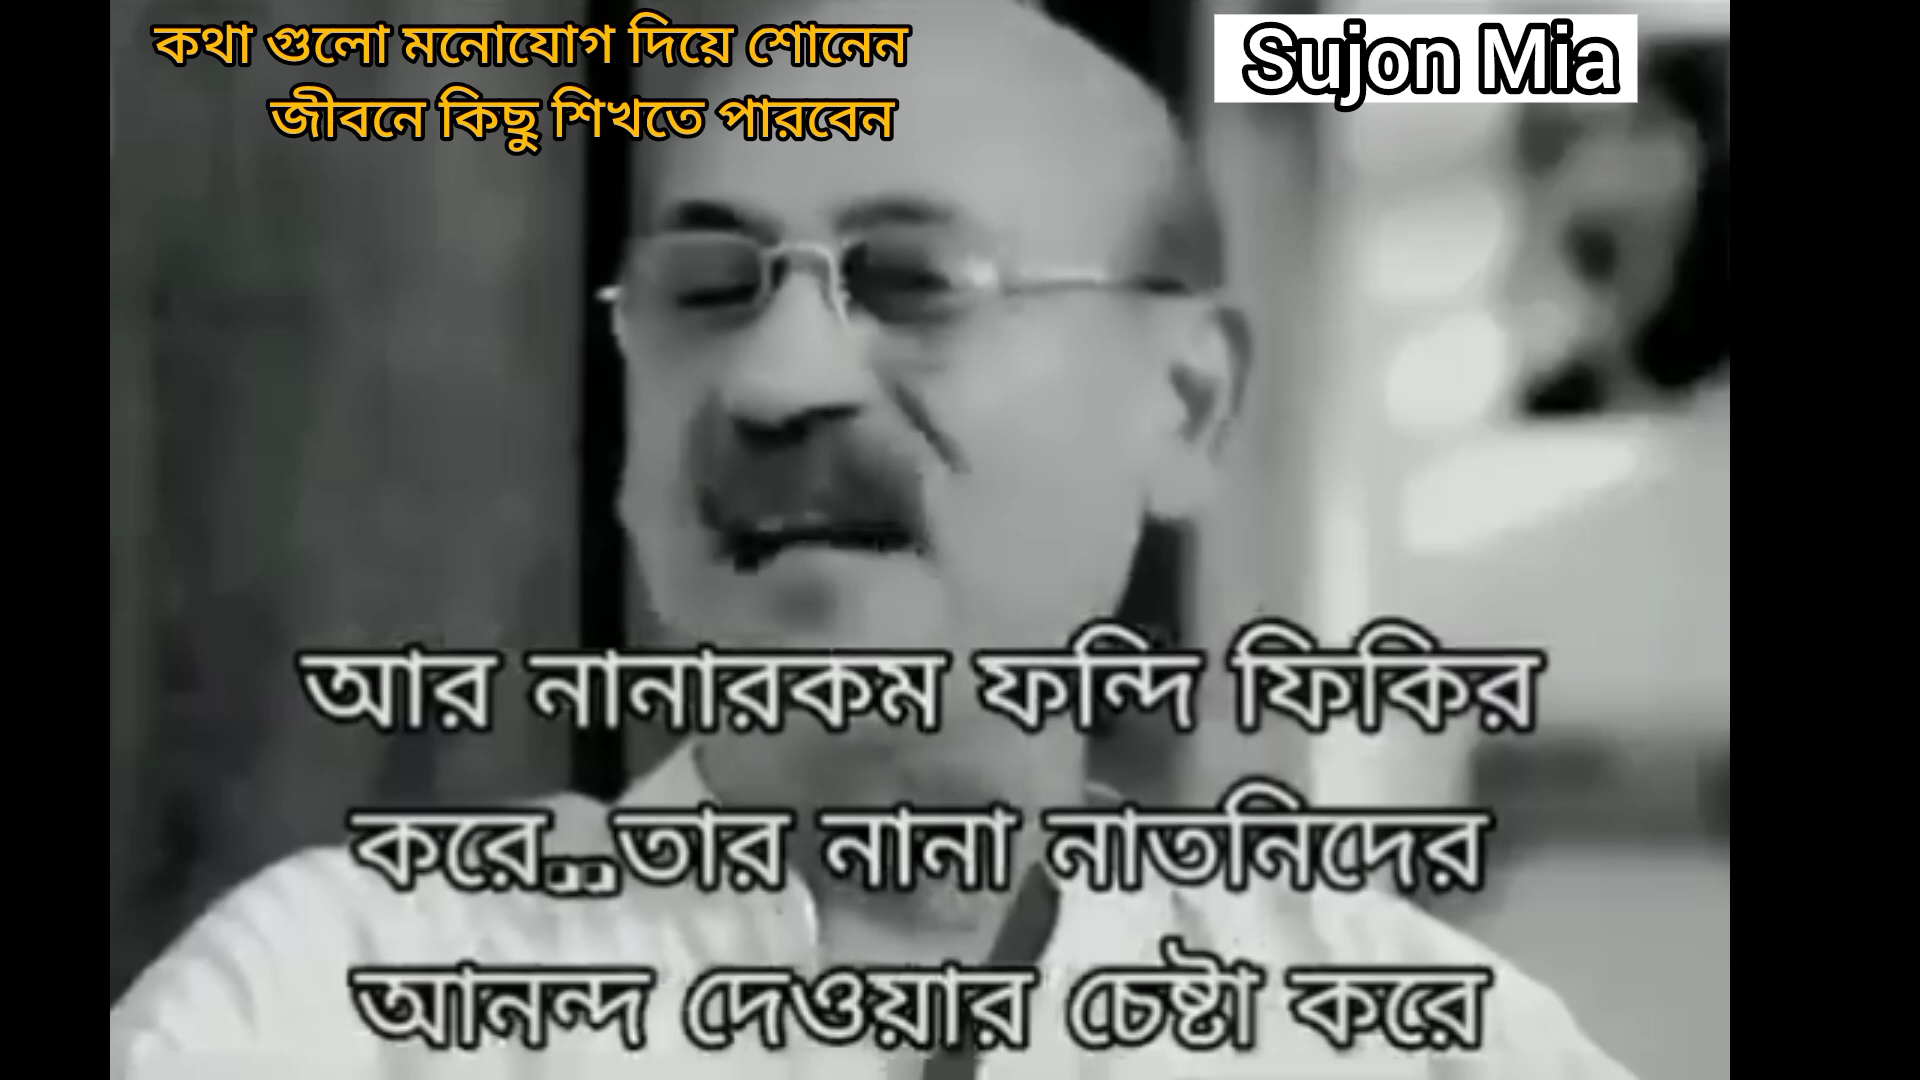 কথা গুলো মনোযোগ দিয়ে শোনেন
জীবনে কিছু শিখতে পারবেন
Sujon Mia
আর নানারকম ফন্দি ফিকির
করে..তার নানা নাতনিদের
আনন্দ দেওয়ার চেষ্টা করে